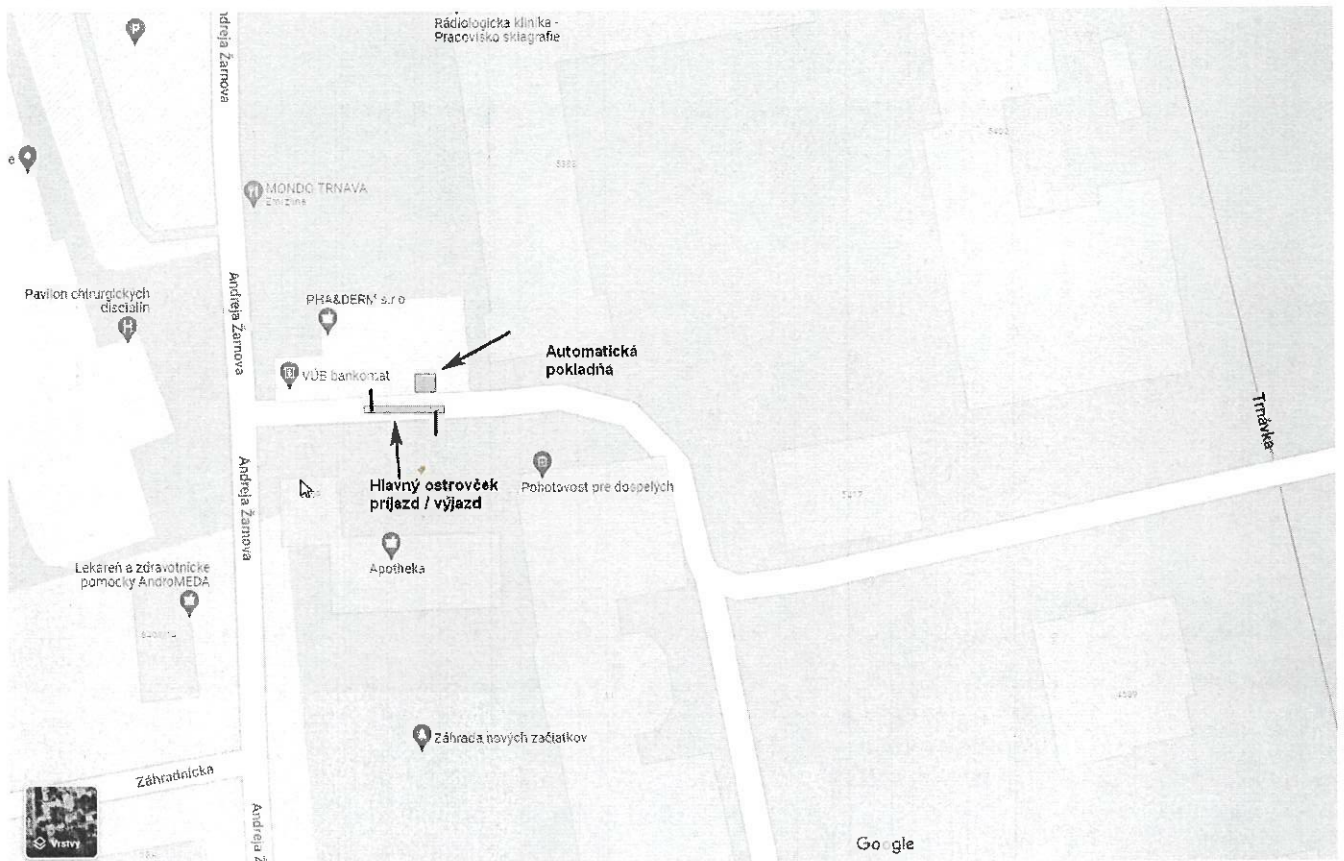 Rádiologická klinika -
Pracovisko skiagrafie
Andreja Žarnova
P
e
MONDO TRNAVA
Zmrzlina
Andreja Žarnova
Pavilon chirurgických
disciplín
H
PHA&DERM s.r.o
VÚB bankomat
Automatická
pokladňa
Trnávka
Andreja Žarnova
Hlavný ostrovček
príjazd / výjazd
Pohotovosť pre dospelých
Apotheka
Lekáreň a zdravotnícke
pomôcky AndroMEDA
Záhrada nových začiatkov
Záhradnícka
Vrstvy
Google